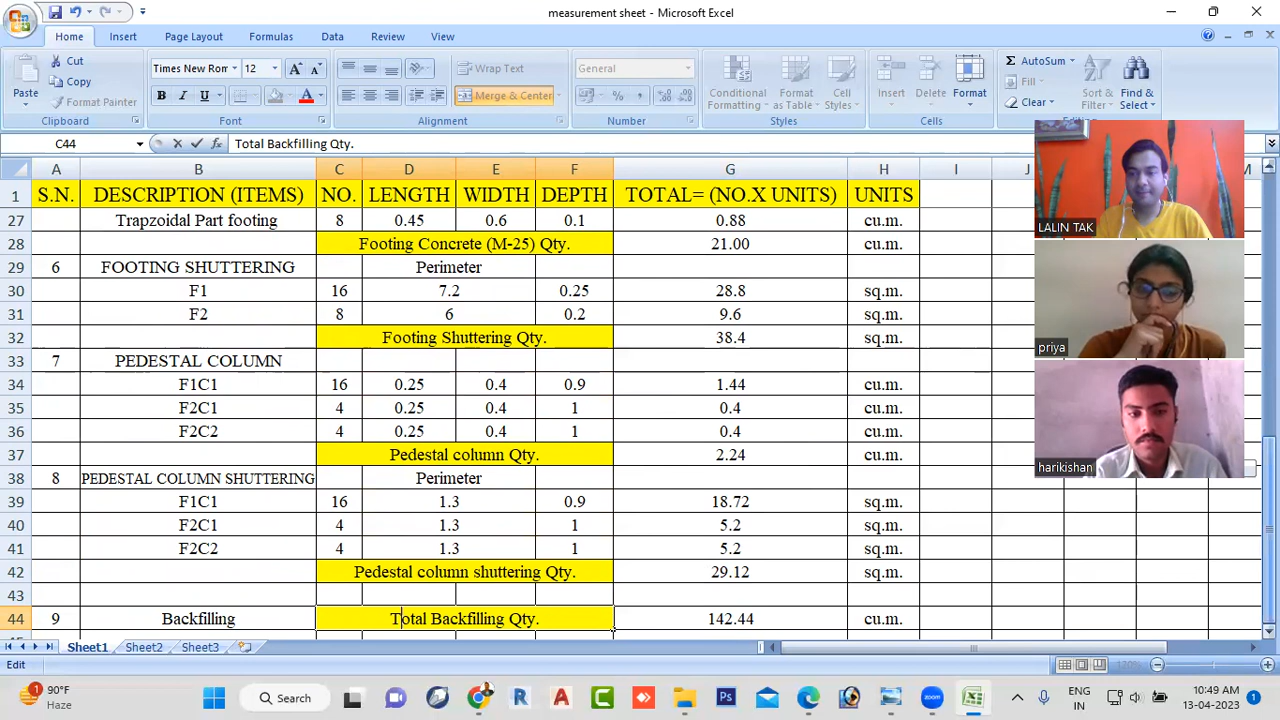 measurement sheet - Microsoft Excel
Home Insert Page Layout Formulas Data Review View
Paste
Cut
Copy
Format Painter
Clipboard
Times New Rom 12
B I U
Font
Wrap Text
Merge & Center
Alignment
General
Number
Conditional Formatting
Format as Table
Cell Styles
Styles
Insert Delete Format
Cells
AutoSum
Fill
Clear
Sort & Filter
Find & Select
C44 Total Backfilling Qty.
A B C D E F G H I J M
1 S.N. DESCRIPTION (ITEMS) NO. LENGTH WIDTH DEPTH TOTAL= (NO.X UNITS) UNITS
27 Trapzoidal Part footing 8 0.45 0.6 0.1 0.88 cu.m.
28 Footing Concrete (M-25) Qty. 21.00 cu.m.
29 6 FOOTING SHUTTERING Perimeter
30 F1 16 7.2 0.25 28.8 sq.m.
31 F2 8 6 0.2 9.6 sq.m.
32 Footing Shuttering Qty. 38.4 sq.m.
33 7 PEDESTAL COLUMN
34 F1C1 16 0.25 0.4 0.9 1.44 cu.m.
35 F2C1 4 0.25 0.4 1 0.4 cu.m.
36 F2C2 4 0.25 0.4 1 0.4 cu.m.
37 Pedestal column Qty. 2.24 cu.m.
38 8 PEDESTAL COLUMN SHUTTERING Perimeter
39 F1C1 16 1.3 0.9 18.72 sq.m.
40 F2C1 4 1.3 1 5.2 sq.m.
41 F2C2 4 1.3 1 5.2 sq.m.
42 Pedestal column shuttering Qty. 29.12 sq.m.
43
44 9 Backfilling Total Backfilling Qty. 142.44 cu.m.
LALIN TAK
priya
harikishan
Sheet1 Sheet2 Sheet3
Edit 120%
1 90°F
Haze
Search
zoom
ENG
IN
10:49 AM
13-04-2023